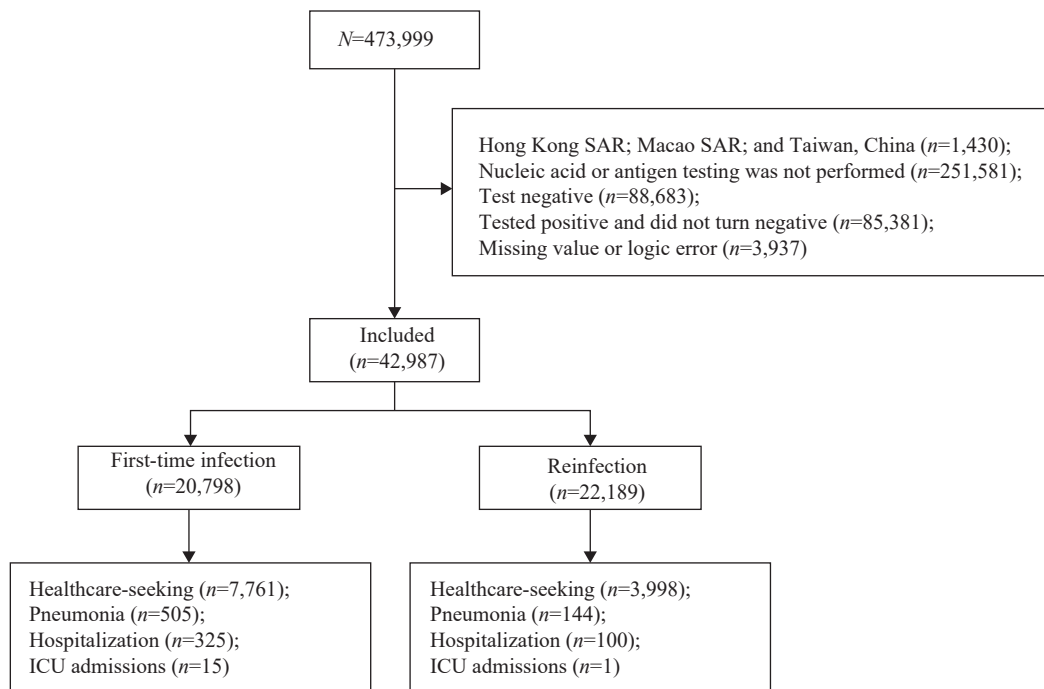 N=473,999
Hong Kong SAR; Macao SAR; and Taiwan, China (n=1,430);
Nucleic acid or antigen testing was not performed (n=251,581);
Test negative (n=88,683);
Tested positive and did not turn negative (n=85,381);
Missing value or logic error (n=3,937)
Included
(n=42,987)
First-time infection
(n=20,798)
Reinfection
(n=22,189)
Healthcare-seeking (n=7,761);
Pneumonia (n=505);
Hospitalization (n=325);
ICU admissions (n=15)
Healthcare-seeking (n=3,998);
Pneumonia (n=144);
Hospitalization (n=100);
ICU admissions (n=1)